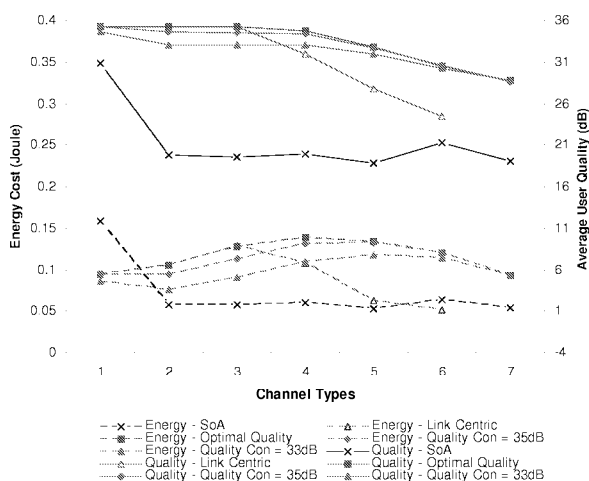 0.4
0.35
0.3
0.25
0.2
0.15
0.1
0.05
0
Energy Cost (Joule)
36
31
26
21
16
11
6
1
-4
Average User Quality (dB)
1 2 3 4 5 6 7
Channel Types
Energy - SoA
Energy - Link Centric
Energy - Optimal Quality
Energy - Quality Con = 35dB
Energy - Quality Con = 33dB
Quality - SoA
Quality - Link Centric
Quality - Optimal Quality
Quality - Quality Con = 35dB
Quality - Quality Con = 33dB